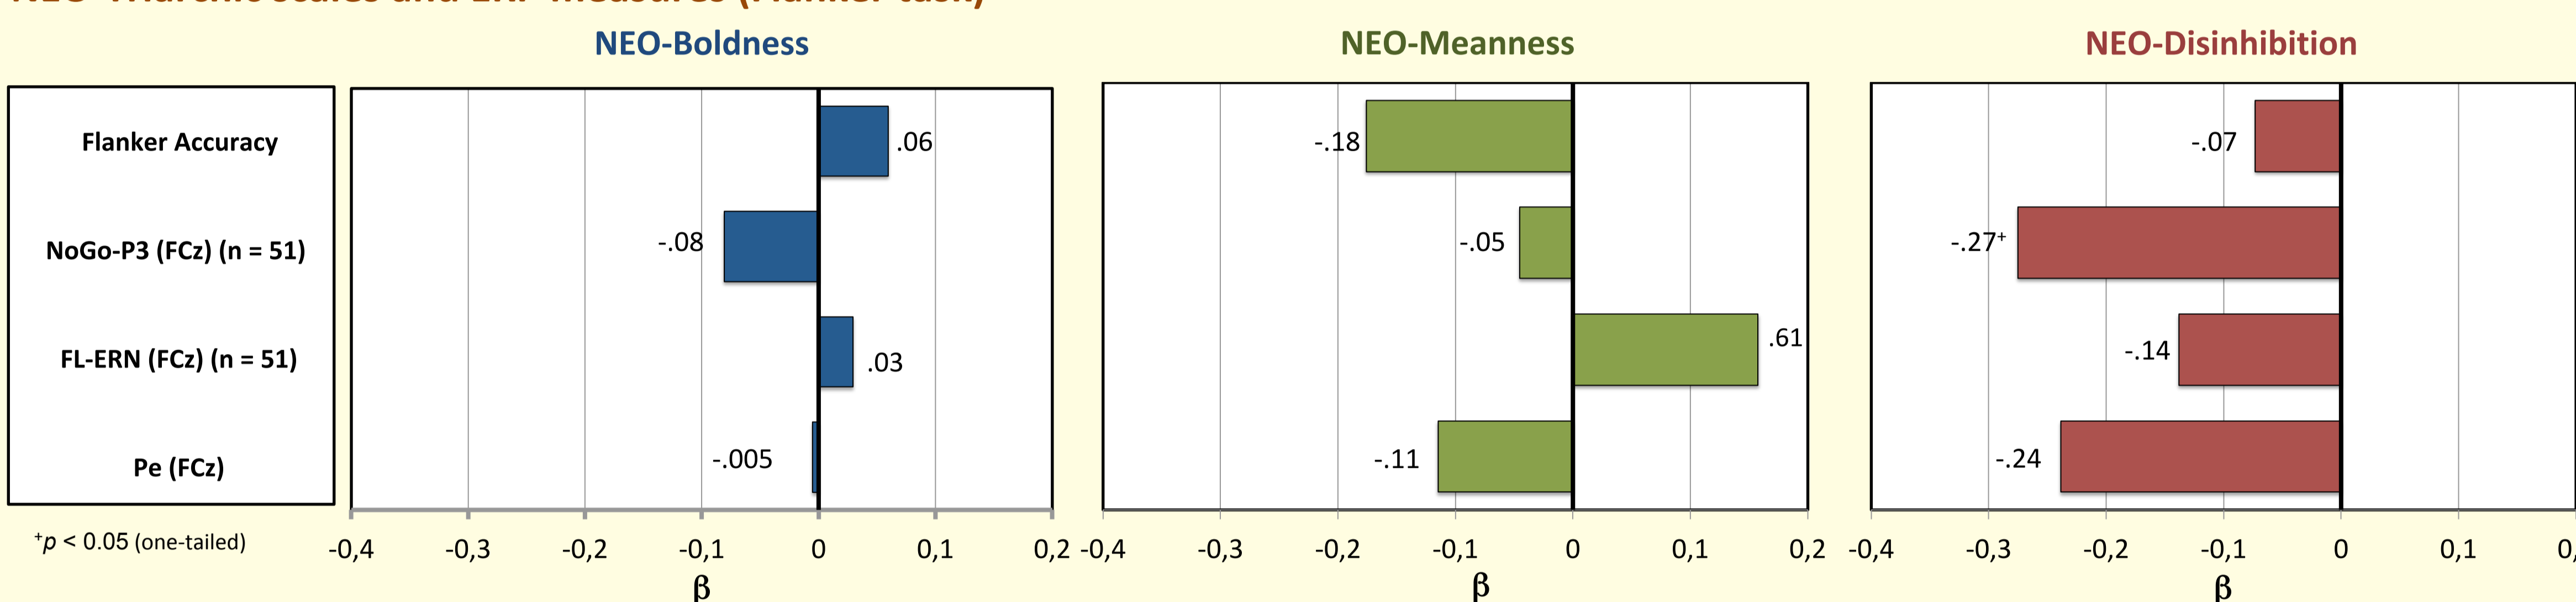 NEO-Boldness
NEO-Meanness
NEO-Disinhibition
Flanker Accuracy
.06
-.18
-.07
NoGo-P3 (FCz) (n = 51)
-.08
-.05
-.27⁺
FL-ERN (FCz) (n = 51)
.03
.61
-.14
Pe (FCz)
-.005
-.11
-.24
⁺p < 0.05 (one-tailed)
-0,4 -0,3 -0,2 -0,1 0 0,1 0,2
-0,4 -0,3 -0,2 -0,1 0 0,1 0,2
-0,4 -0,3 -0,2 -0,1 0 0,1
β
β
β